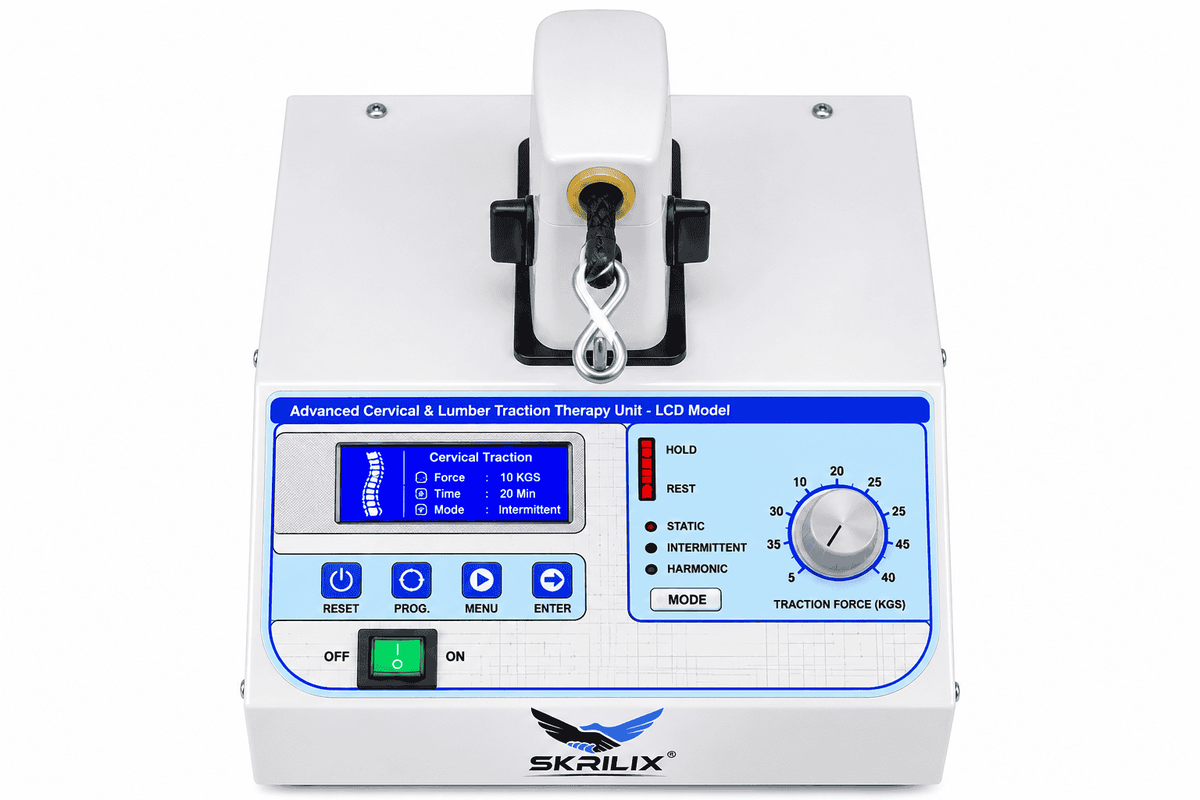 Advanced Cervical & Lumber Traction Therapy Unit - LCD Model
Cervical Traction
Force : 10 KGS
Time : 20 Min
Mode : Intermittent
RESET
PROG.
MENU
ENTER
OFF
ON
HOLD
REST
STATIC
INTERMITTENT
HARMONIC
MODE
20
10
25
30
25
35
45
5
40
TRACTION FORCE (KGS)
SKRILIX®